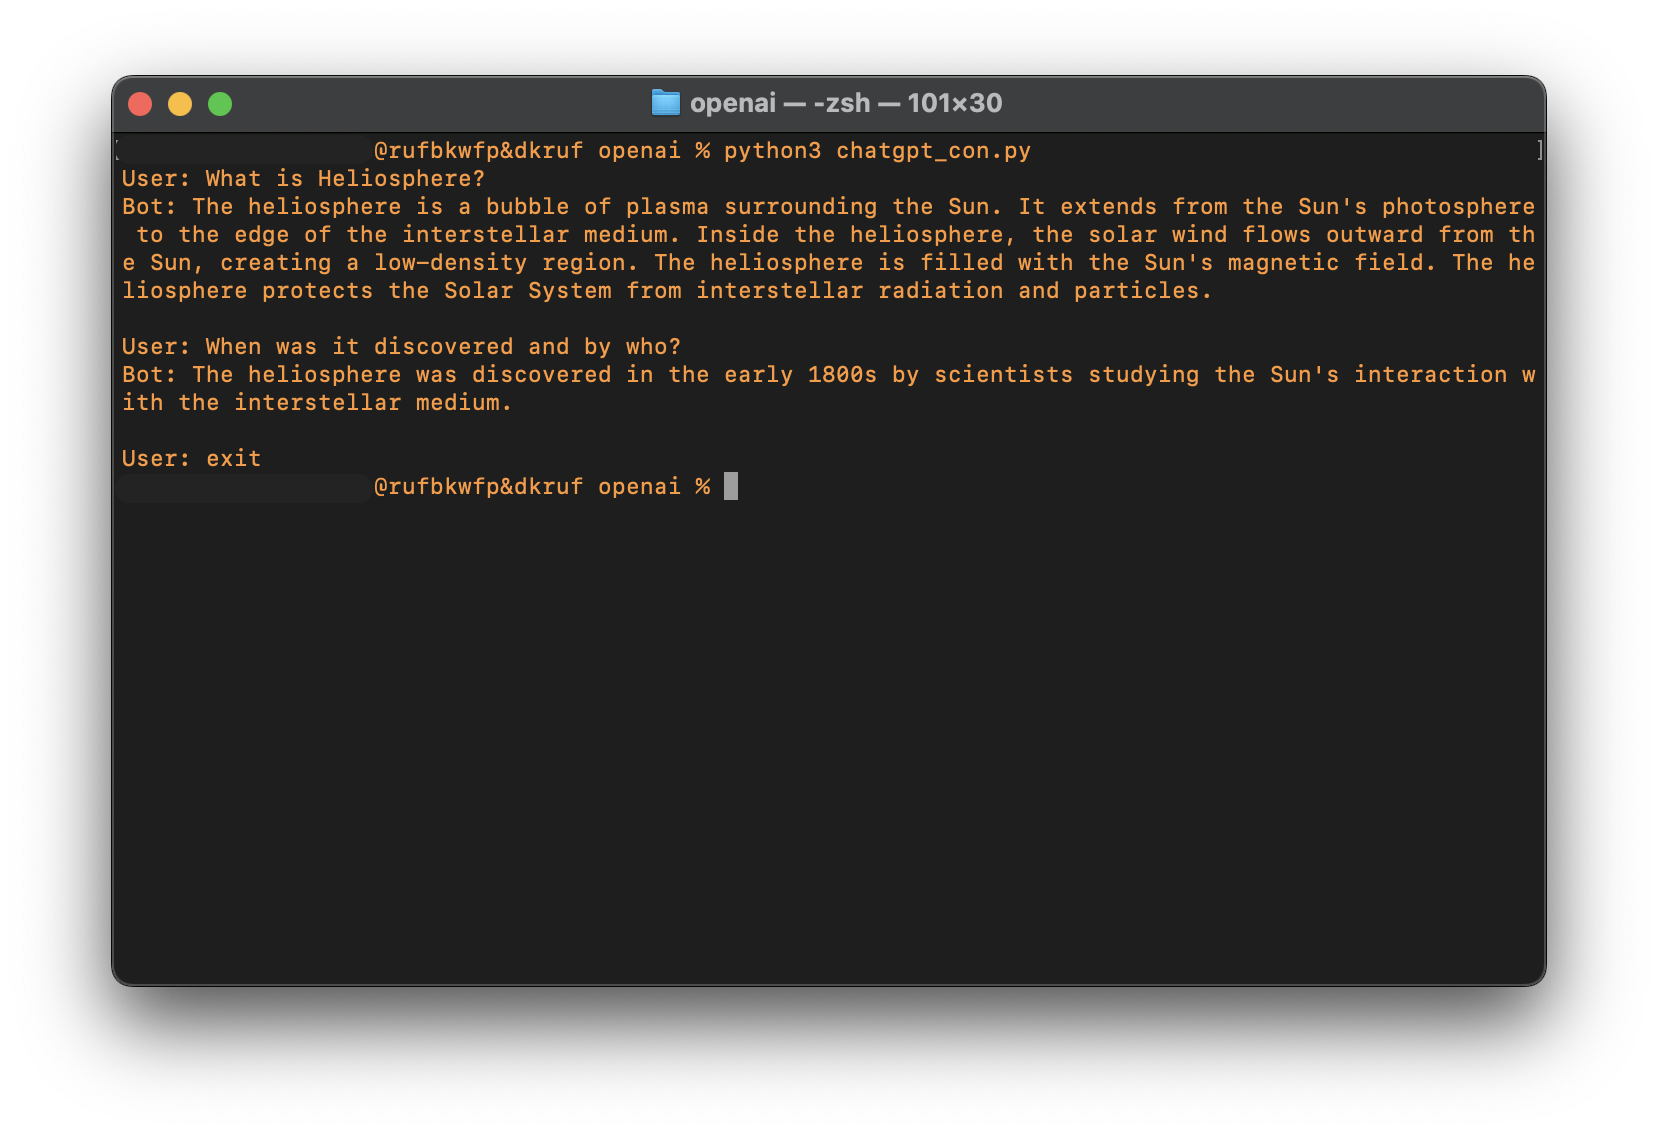 openai — -zsh — 101×30
@rufbkwfp&dkruf openai % python3 chatgpt_con.py
User: What is Heliosphere?
Bot: The heliosphere is a bubble of plasma surrounding the Sun. It extends from the Sun's photosphere
to the edge of the interstellar medium. Inside the heliosphere, the solar wind flows outward from th
e Sun, creating a low-density region. The heliosphere is filled with the Sun's magnetic field. The he
liosphere protects the Solar System from interstellar radiation and particles.
User: When was it discovered and by who?
Bot: The heliosphere was discovered in the early 1800s by scientists studying the Sun's interaction w
ith the interstellar medium.
User: exit
@rufbkwfp&dkruf openai %